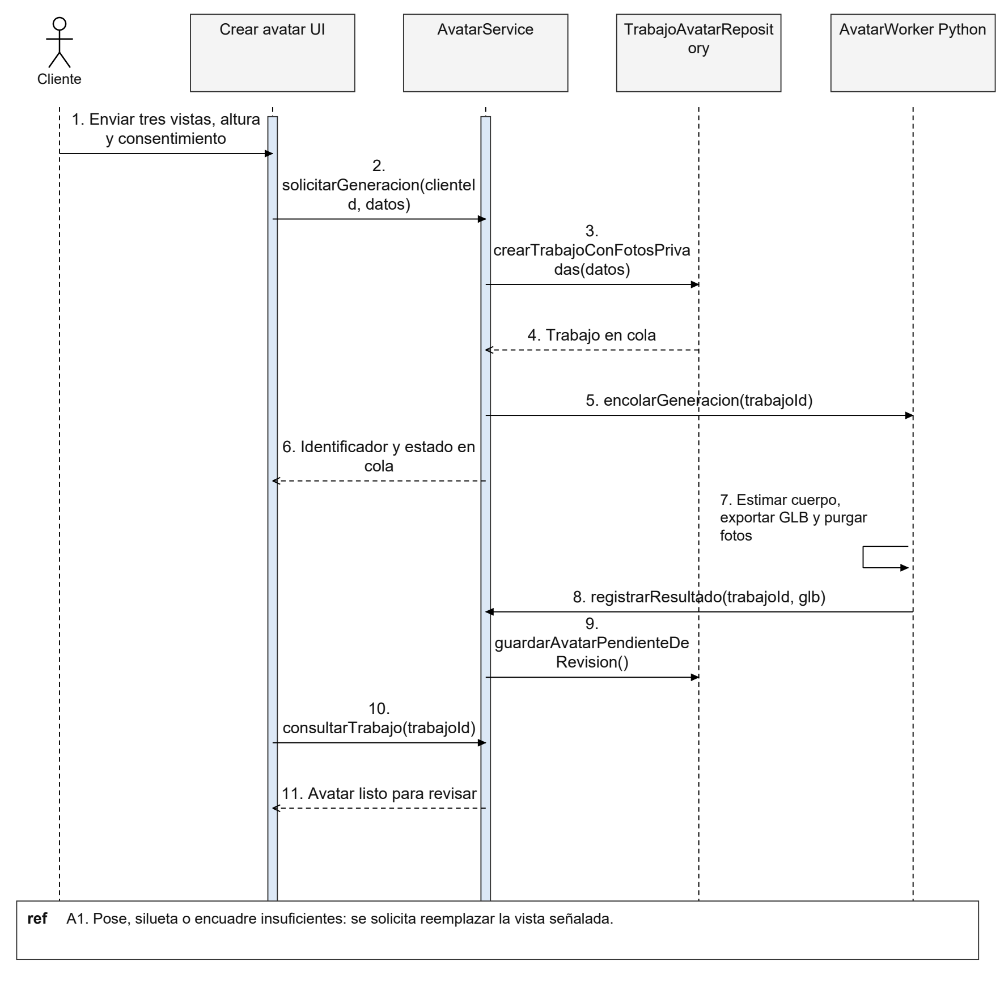 Cliente
Crear avatar UI
AvatarService
TrabajoAvatarReposit
ory
AvatarWorker Python
1. Enviar tres vistas, altura
y consentimiento
2.
solicitarGeneracion(clienteI
d, datos)
3.
crearTrabajoConFotosPriva
das(datos)
4. Trabajo en cola
5. encolarGeneracion(trabajoId)
6. Identificador y estado en
cola
7. Estimar cuerpo,
exportar GLB y purgar
fotos
8. registrarResultado(trabajoId, glb)
9.
guardarAvatarPendienteDe
Revision()
10.
consultarTrabajo(trabajoId)
11. Avatar listo para revisar
ref A1. Pose, silueta o encuadre insuficientes: se solicita reemplazar la vista señalada.